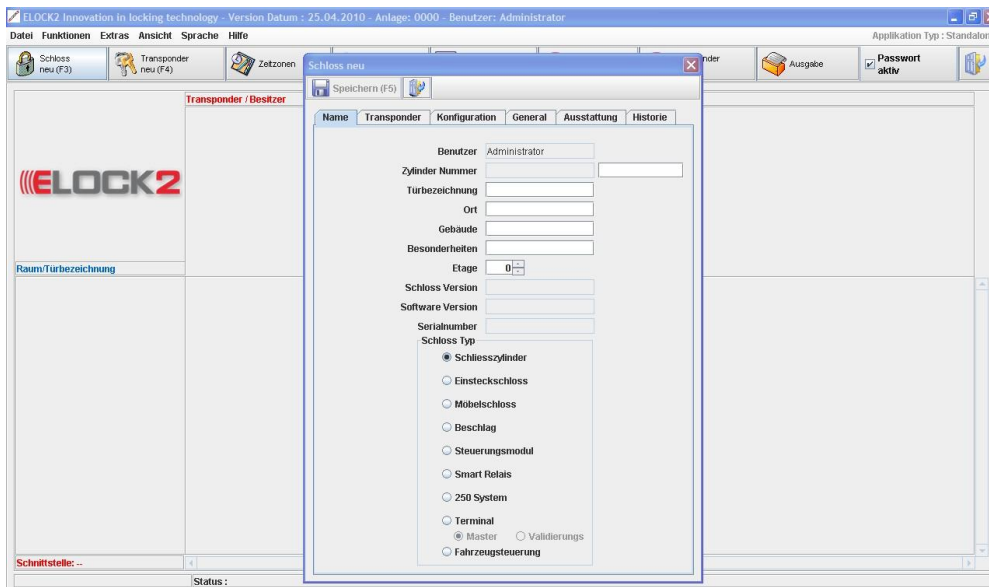 ELOCK2 Innovation in locking technology - Version Datum : 25.04.2010 - Anlage: 0000 - Benutzer: Administrator
Datei Funktionen Extras Ansicht Sprache Hilfe
Applikation Typ : Standalon
Schloss neu (F3)
Transponder neu (F4)
Zeitzonen
nder
Ausgabe
Passwort aktiv
Schloss neu
Speichern (F5)
Name Transponder Konfiguration General Ausstattung Historie
Transponder / Besitzer
ELOCK2
Raum/Türbezeichnung
Benutzer Administrator
Zylinder Nummer
Türbezeichnung
Ort
Gebäude
Besonderheiten
Etage 0
Schloss Version
Software Version
Serialnumber
Schloss Typ
Schliesszylinder
Einsteckschloss
Möbelschloss
Beschlag
Steuerungsmodul
Smart Relais
250 System
Terminal
Master Validierungs
Fahrzeugsteuerung
Schnittstelle: --
Status :